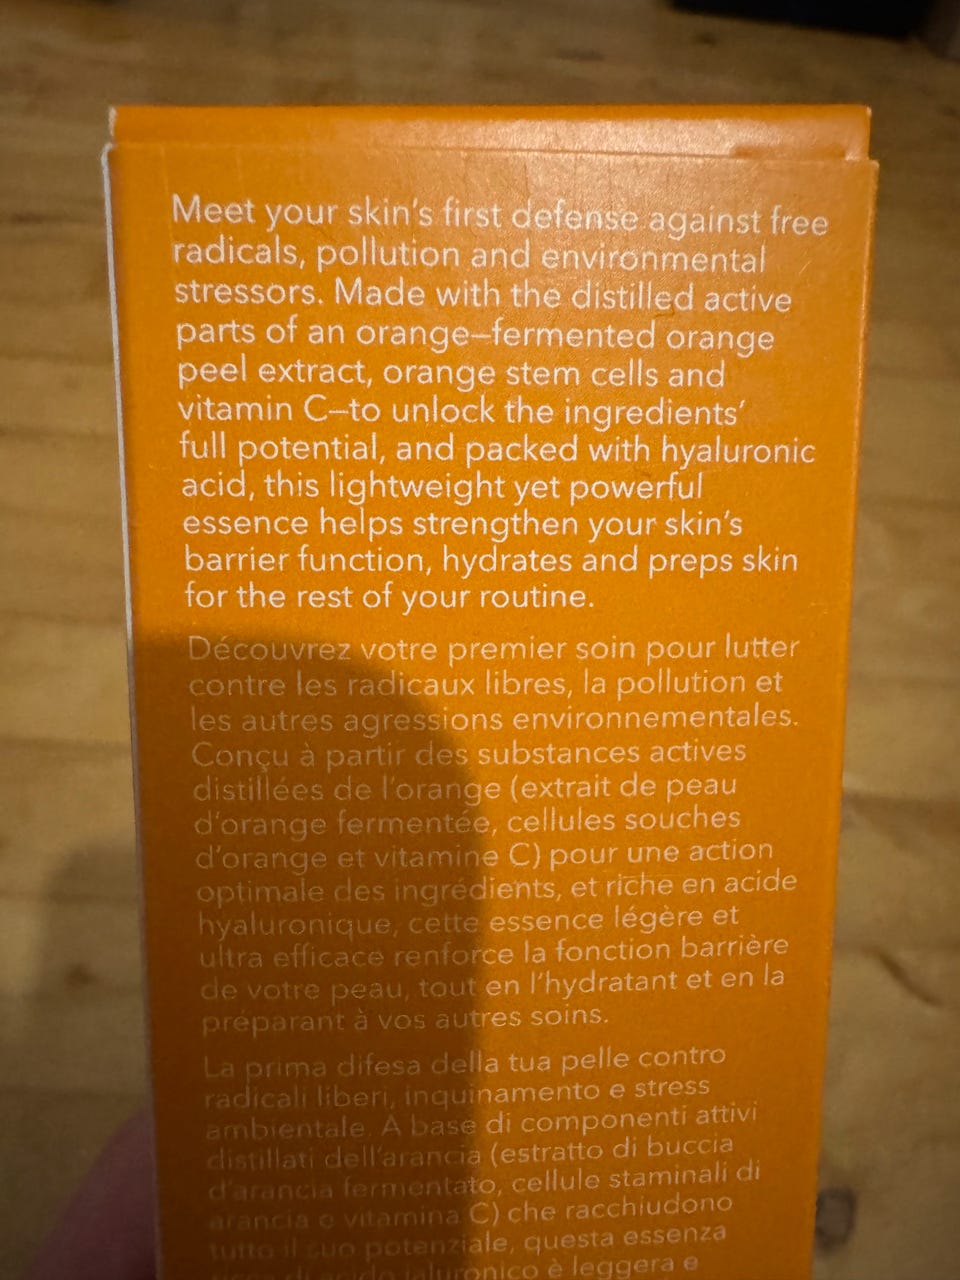 Meet your skin's first defense against free
radicals, pollution and environmental
stressors. Made with the distilled active
parts of an orange—fermented orange
peel extract, orange stem cells and
vitamin C—to unlock the ingredients'
full potential, and packed with hyaluronic
acid, this lightweight yet powerful
essence helps strengthen your skin's
barrier function, hydrates and preps skin
for the rest of your routine.
Découvrez votre premier soin pour lutter
contre les radicaux libres, la pollution et
les autres agressions environnementales.
Conçu à partir des substances actives
distillées de l'orange (extrait de peau
d'orange fermentée, cellules souches
d'orange et vitamine C) pour une action
optimale des ingrédients, et riche en acide
hyaluronique, cette essence légère et
ultra efficace renforce la fonction barrière
de votre peau, tout en l'hydratant et en la
préparant à vos autres soins.
La prima difesa della tua pelle contro
radicali liberi, inquinamento e stress
ambientale. A base di componenti attivi
distillati dell'arancia (estratto di buccia
d'arancia fermentato, cellule staminali di
arancia e vitamina C) che racchiudono
tutto il suo potenziale, questa essenza
di acido ialuronico è leggera e